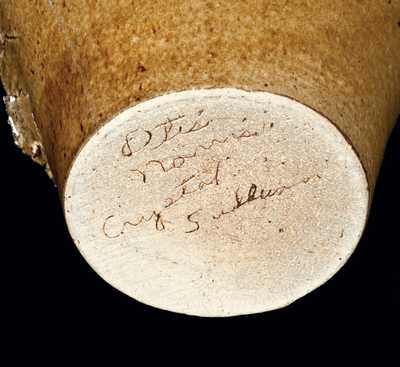 Otis
Norris
Crystal
Sullivan